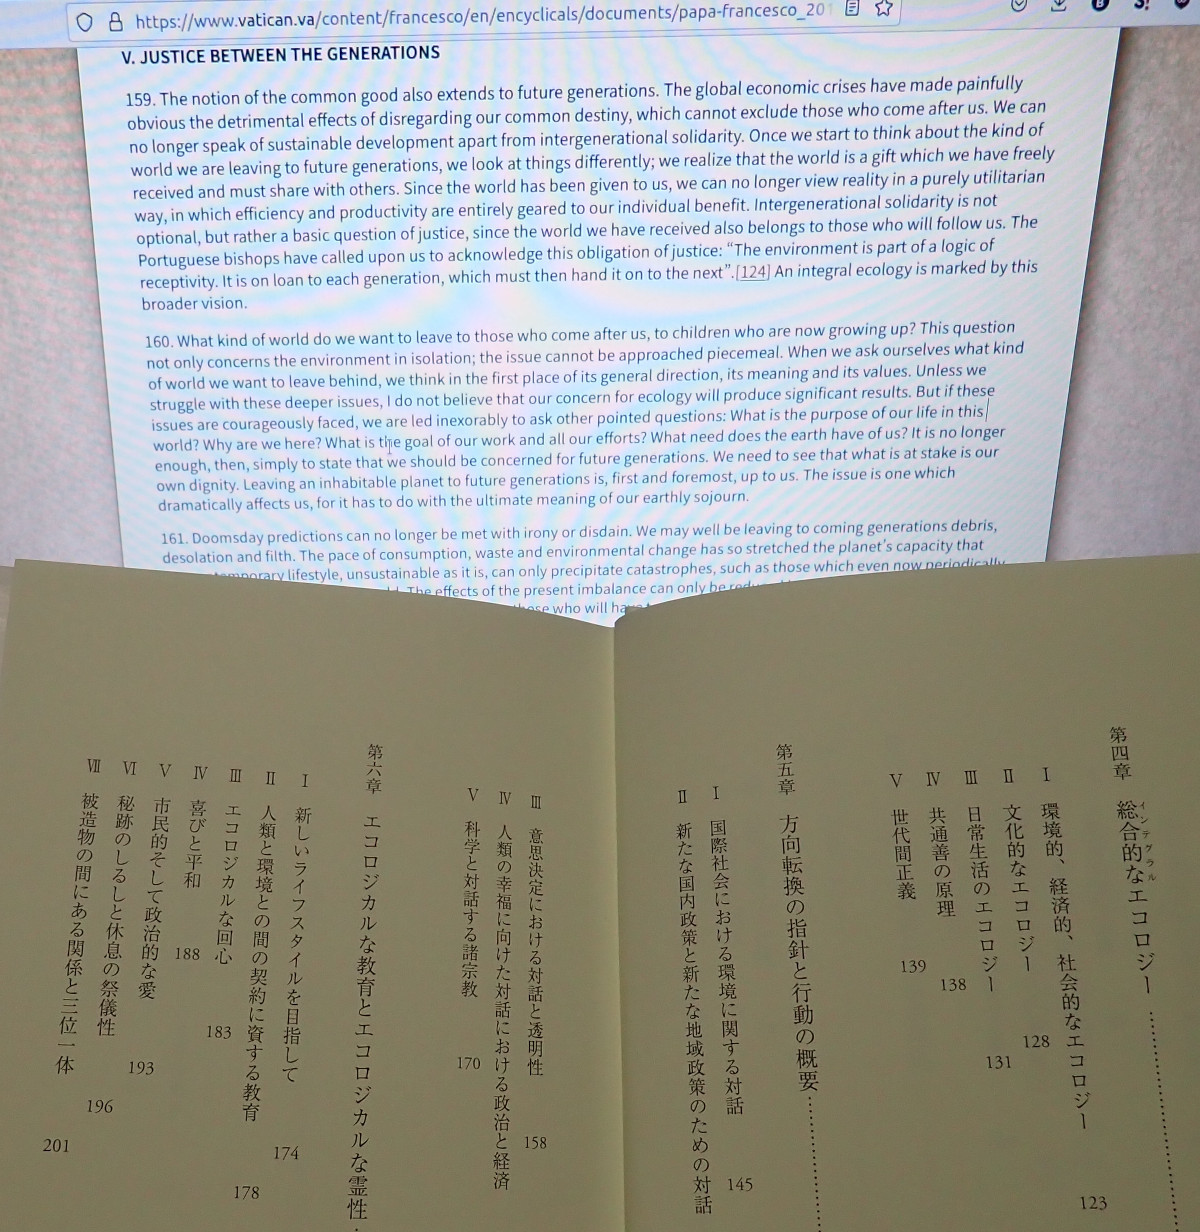 https://www.vatican.va/content/francesco/en/encyclicals/documents/papa-francesco_201
V. JUSTICE BETWEEN THE GENERATIONS
159. The notion of the common good also extends to future generations. The global economic crises have made painfully
obvious the detrimental effects of disregarding our common destiny, which cannot exclude those who come after us. We can
no longer speak of sustainable development apart from intergenerational solidarity. Once we start to think about the kind of
world we are leaving to future generations, we look at things differently; we realize that the world is a gift which we have freely
received and must share with others. Since the world has been given to us, we can no longer view reality in a purely utilitarian
way, in which efficiency and productivity are entirely geared to our individual benefit. Intergenerational solidarity is not
optional, but rather a basic question of justice, since the world we have received also belongs to those who will follow us. The
Portuguese bishops have called upon us to acknowledge this obligation of justice: “The environment is part of a logic of
receptivity. It is on loan to each generation, which must then hand it on to the next”.[124] An integral ecology is marked by this
broader vision.
160. What kind of world do we want to leave to those who come after us, to children who are now growing up? This question
not only concerns the environment in isolation; the issue cannot be approached piecemeal. When we ask ourselves what kind
of world we want to leave behind, we think in the first place of its general direction, its meaning and its values. Unless we
struggle with these deeper issues, I do not believe that our concern for ecology will produce significant results. But if these
issues are courageously faced, we are led inexorably to ask other pointed questions: What is the purpose of our life in this
world? Why are we here? What is the goal of our work and all our efforts? What need does the earth have of us? It is no longer
enough, then, simply to state that we should be concerned for future generations. We need to see that what is at stake is our
own dignity. Leaving an inhabitable planet to future generations is, first and foremost, up to us. The issue is one which
dramatically affects us, for it has to do with the ultimate meaning of our earthly sojourn.
161. Doomsday predictions can no longer be met with irony or disdain. We may well be leaving to coming generations debris,
desolation and filth. The pace of consumption, waste and environmental change has so stretched the planet’s capacity that
lifestyle, unsustainable as it is, can only precipitate catastrophes, such as those which even now periodically
The effects of the present imbalance can only be
who will
第四章 総合的なエコロジー…… 123
インテグラル
Ⅰ 環境的、経済的、社会的なエコロジー 128
Ⅱ 文化的なエコロジー 131
Ⅲ 日常生活のエコロジー 138
Ⅳ 共通善の原理 139
Ⅴ 世代間正義
第五章 方向転換の指針と行動の概要……
Ⅰ 国際社会における環境に関する対話 145
Ⅱ 新たな国内政策と新たな地域政策のための対話
Ⅲ 意思決定における対話と透明性 158
Ⅳ 人類の幸福に向けた対話における政治と経済
Ⅴ 科学と対話する諸宗教 170
第六章 エコロジカルな教育とエコロジカルな霊性
Ⅰ 新しいライフスタイルを目指して 174
Ⅱ 人類と環境との間の契約に資する教育 178
Ⅲ エコロジカルな回心 183
Ⅳ 喜びと平和 188
Ⅴ 市民的そして政治的な愛 193
Ⅵ 秘跡のしるしと休息の祭儀性 196
Ⅶ 被造物の間にある関係と三位一体 201